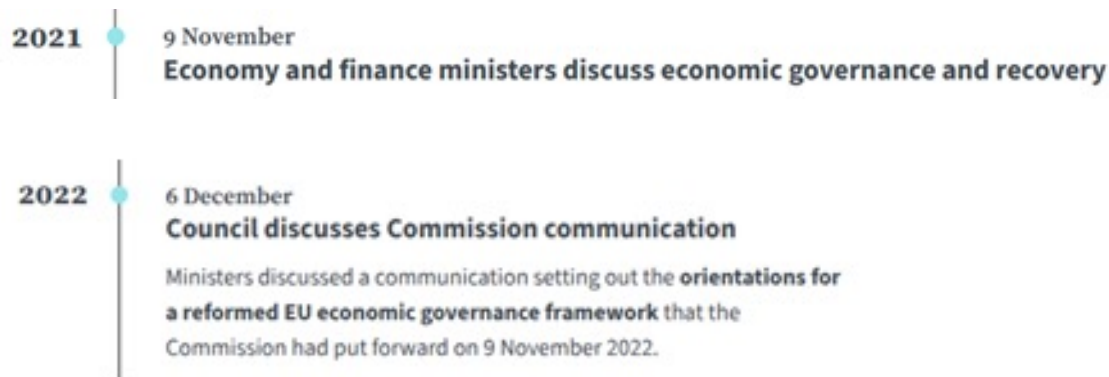 2021
9 November
Economy and finance ministers discuss economic governance and recovery
2022
6 December
Council discusses Commission communication
Ministers discussed a communication setting out the orientations for
a reformed EU economic governance framework that the
Commission had put forward on 9 November 2022.